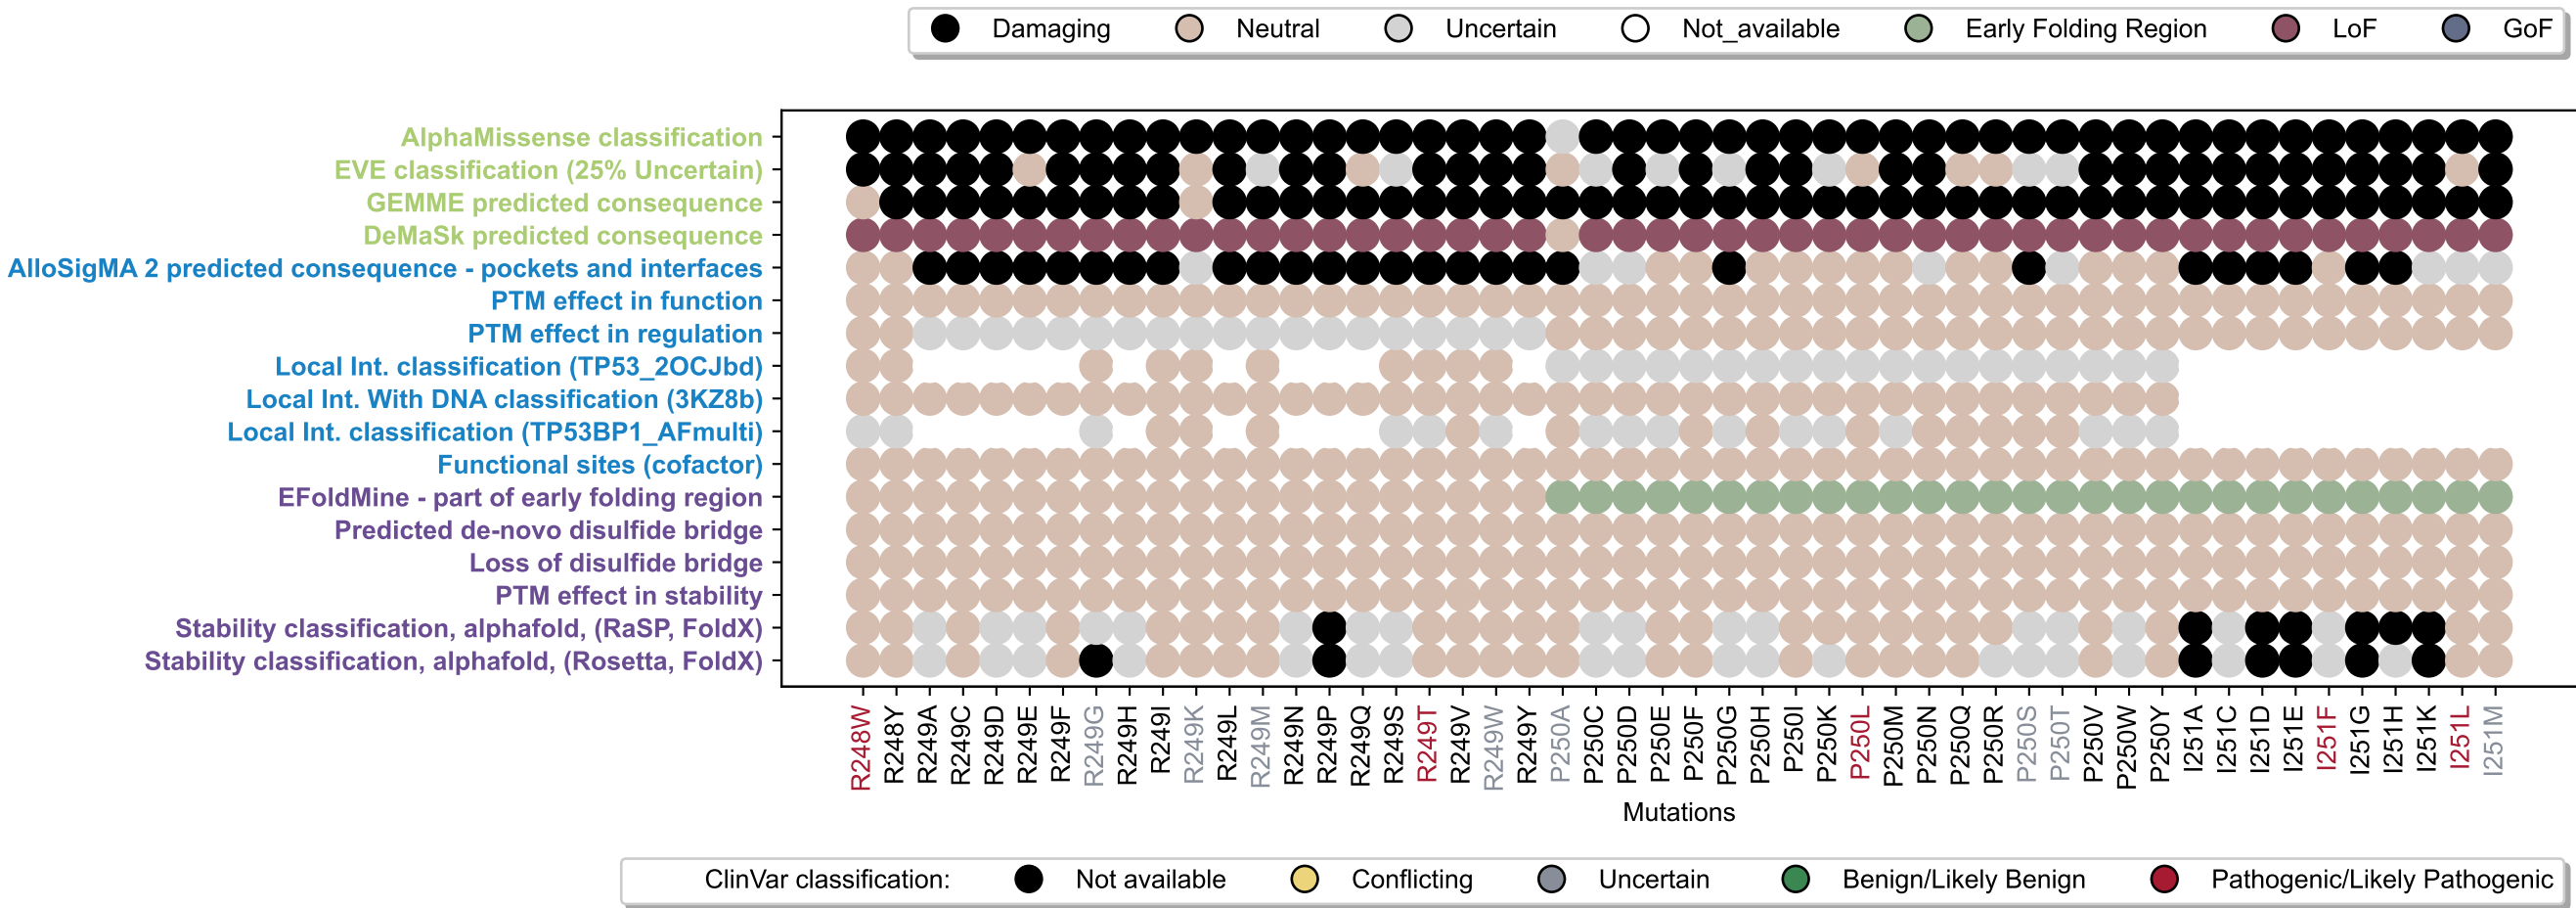 Damaging Neutral Uncertain Not_available Early Folding Region LoF GoF
AlphaMissense classification
EVE classification (25% Uncertain)
GEMME predicted consequence
DeMaSk predicted consequence
AlloSigMA 2 predicted consequence - pockets and interfaces
PTM effect in function
PTM effect in regulation
Local Int. classification (TP53_2OCJbd)
Local Int. With DNA classification (3KZ8b)
Local Int. classification (TP53BP1_AFmulti)
Functional sites (cofactor)
EFoldMine - part of early folding region
Predicted de-novo disulfide bridge
Loss of disulfide bridge
PTM effect in stability
Stability classification, alphafold, (RaSP, FoldX)
Stability classification, alphafold, (Rosetta, FoldX)
R248W
R248Y
R249A
R249C
R249D
R249E
R249F
R249G
R249H
R249I
R249K
R249L
R249M
R249N
R249P
R249Q
R249S
R249T
R249V
R249W
R249Y
P250A
P250C
P250D
P250E
P250F
P250G
P250H
P250I
P250K
P250L
P250M
P250N
P250Q
P250R
P250S
P250T
P250V
P250W
P250Y
I251A
I251C
I251D
I251E
I251F
I251G
I251H
I251K
I251L
I251M
Mutations
ClinVar classification: Not available Conflicting Uncertain Benign/Likely Benign Pathogenic/Likely Pathogenic